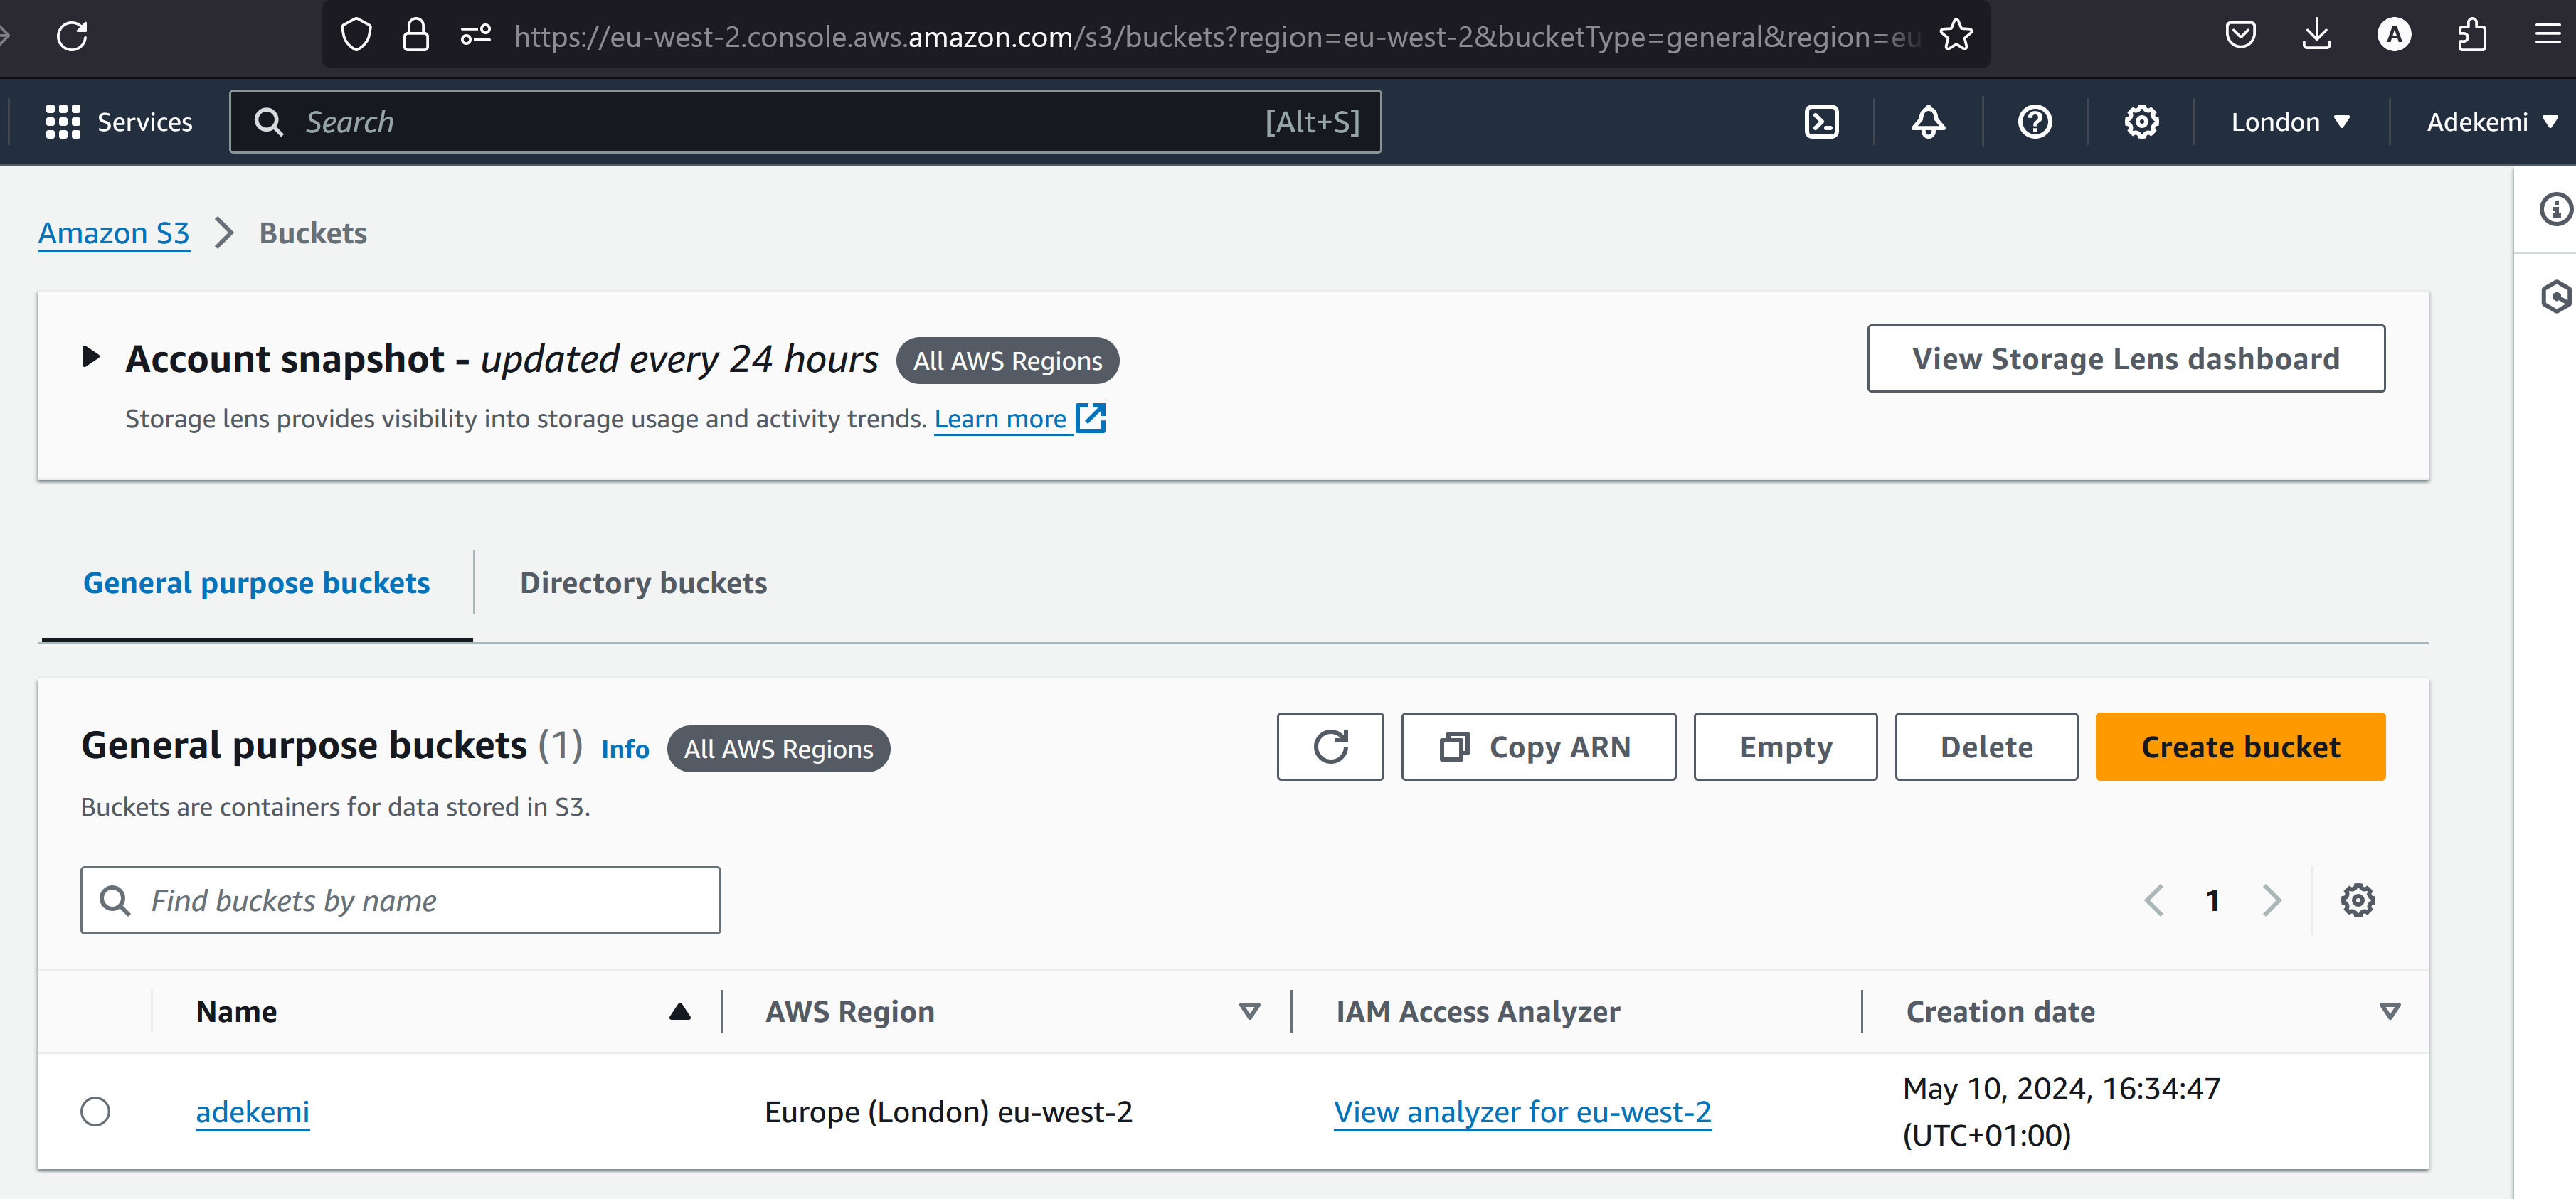 https://eu-west-2.console.aws.amazon.com/s3/buckets?region=eu-west-2&bucketType=general&region=eu
A
Services
Search
[Alt+S]
London
Adekemi
Amazon S3
Buckets
Account snapshot - updated every 24 hours
All AWS Regions
View Storage Lens dashboard
Storage lens provides visibility into storage usage and activity trends. Learn more
General purpose buckets
Directory buckets
General purpose buckets (1)
Info
All AWS Regions
Copy ARN
Empty
Delete
Create bucket
Buckets are containers for data stored in S3.
Find buckets by name
1
Name
AWS Region
IAM Access Analyzer
Creation date
adekemi
Europe (London) eu-west-2
View analyzer for eu-west-2
May 10, 2024, 16:34:47
(UTC+01:00)